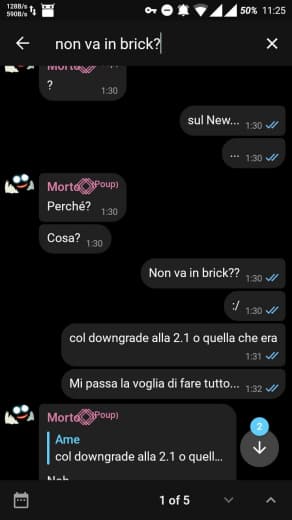 128B/s
590B/s
50% 11:25
non va in brick?
Morto
?
1:30
sul New... 1:30
... 1:30
Morto (Poup)
Perché?
1:30
Cosa? 1:30
Non va in brick?? 1:30
:/ 1:30
col downgrade alla 2.1 o quella che era
1:31
Mi passa la voglia di fare tutto... 1:32
Morto (Poup)
Ame
col downgrade alla 2.1 o quell...
2
1 of 5